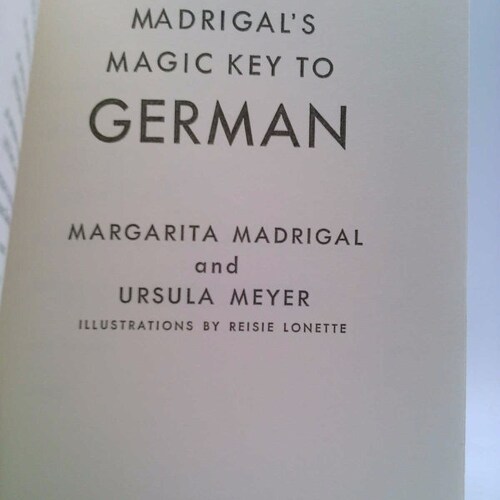 MADRIGAL'S
MAGIC KEY TO
GERMAN
MARGARITA MADRIGAL
and
URSULA MEYER
ILLUSTRATIONS BY REISIE LONETTE